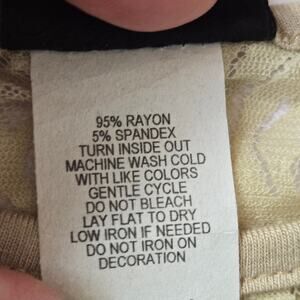 95% RAYON
5% SPANDEX
TURN INSIDE OUT
MACHINE WASH COLD
WITH LIKE COLORS
GENTLE CYCLE
DO NOT BLEACH
LAY FLAT TO DRY
LOW IRON IF NEEDED
DO NOT IRON ON
DECORATION